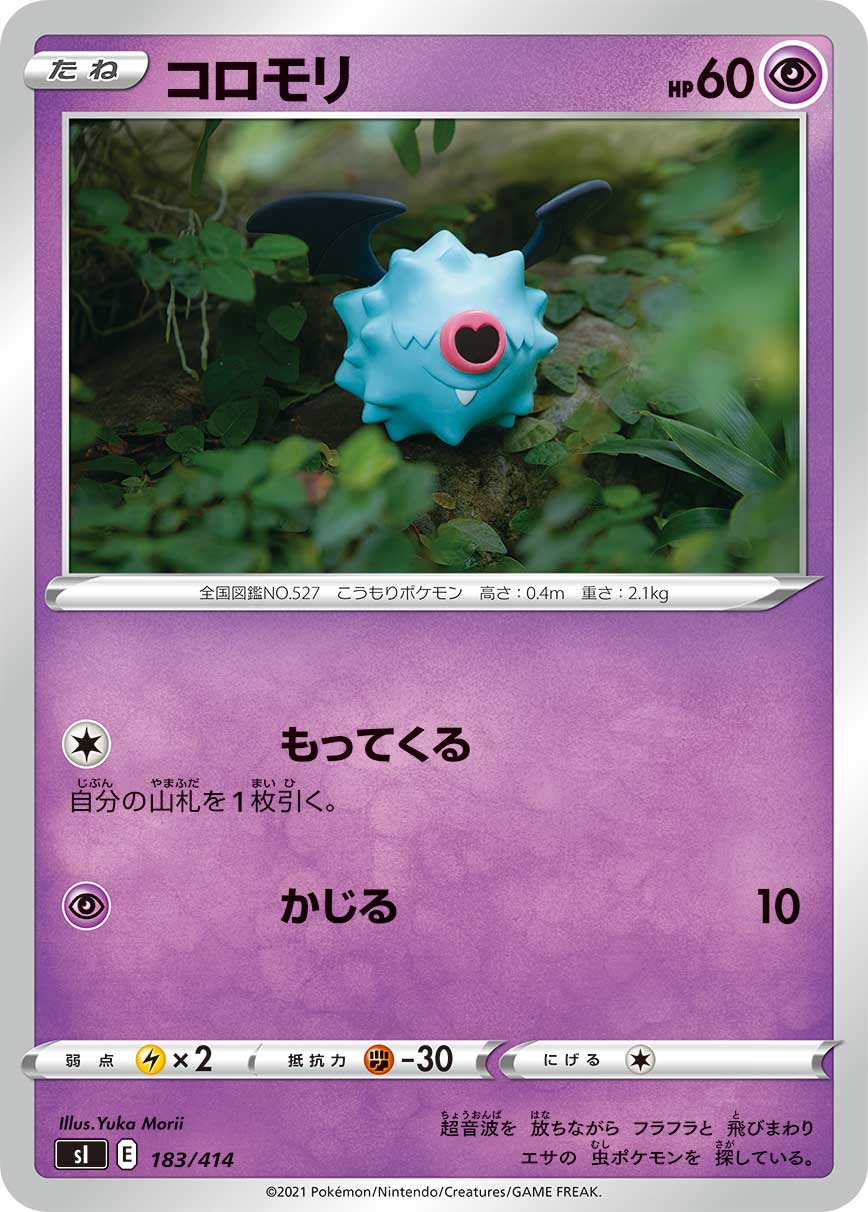 たね コロモリ HP60
全国図鑑NO.527 こうもりポケモン 高さ:0.4m 重さ:2.1kg
もってくる
自分の山札を1枚引く。
かじる 10
弱点 ×2 抵抗力 -30 にげる
Illus.Yuka Morii
超音波を 放ちながら フラフラと 飛びまわり
エサの 虫ポケモンを 探している。
sI E 183/414
©2021 Pokémon/Nintendo/Creatures/GAME FREAK.